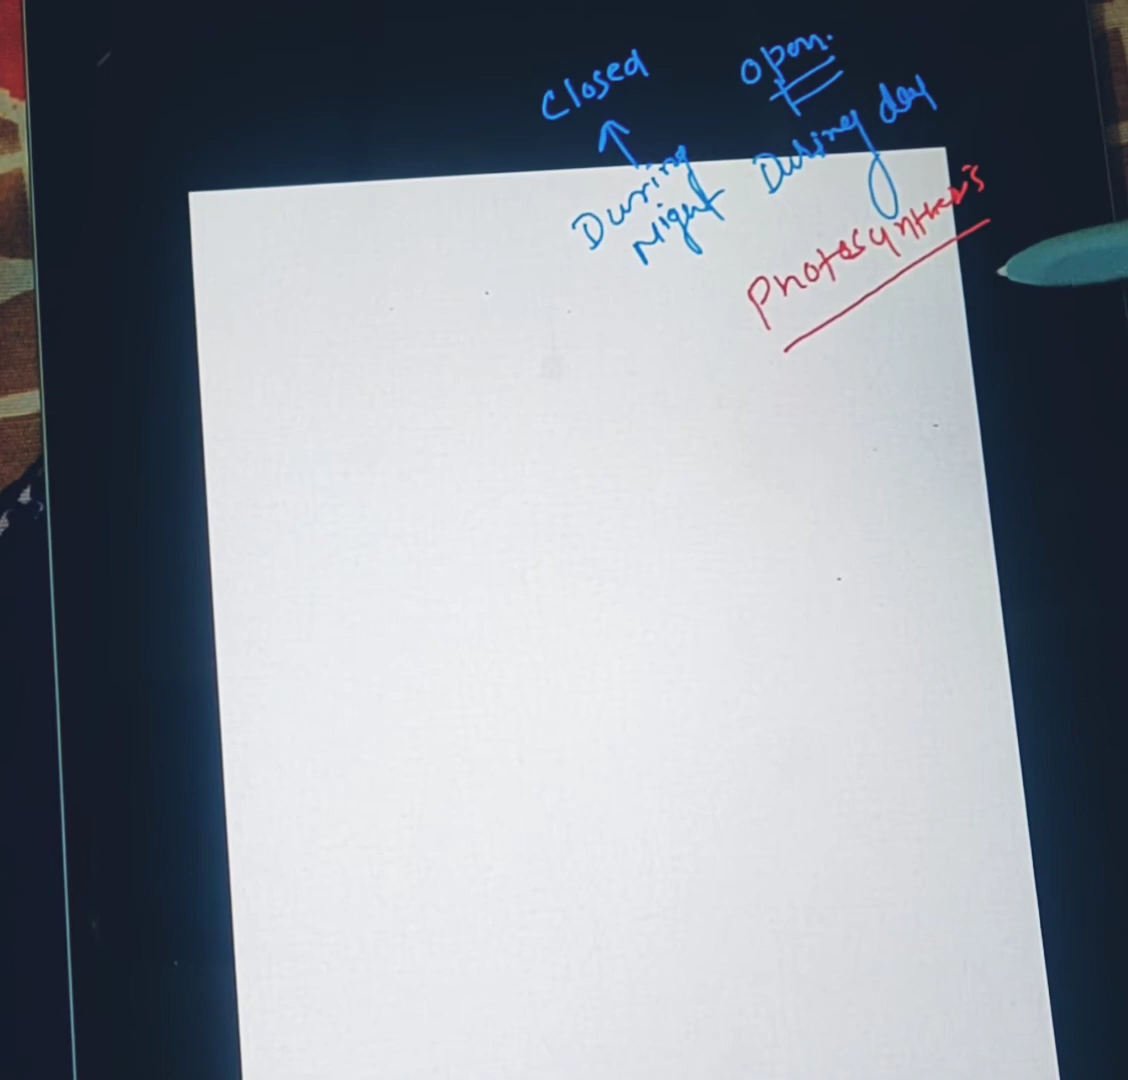 Closed
open.
During
Night
During day
Photosynthesis